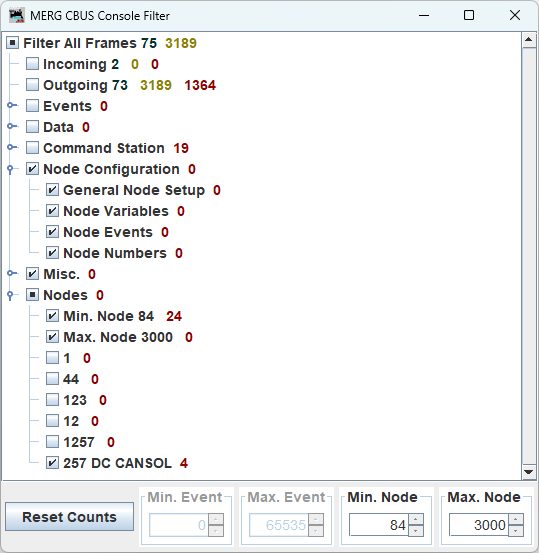 MERG CBUS Console Filter
Filter All Frames 75 3189
Incoming 2 0 0
Outgoing 73 3189 1364
Events 0
Data 0
Command Station 19
Node Configuration 0
General Node Setup 0
Node Variables 0
Node Events 0
Node Numbers 0
Misc. 0
Nodes 0
Min. Node 84 24
Max. Node 3000 0
1 0
44 0
123 0
12 0
1257 0
257 DC CANSOL 4
Reset Counts
Min. Event Max. Event Min. Node Max. Node
0 65535 84 3000